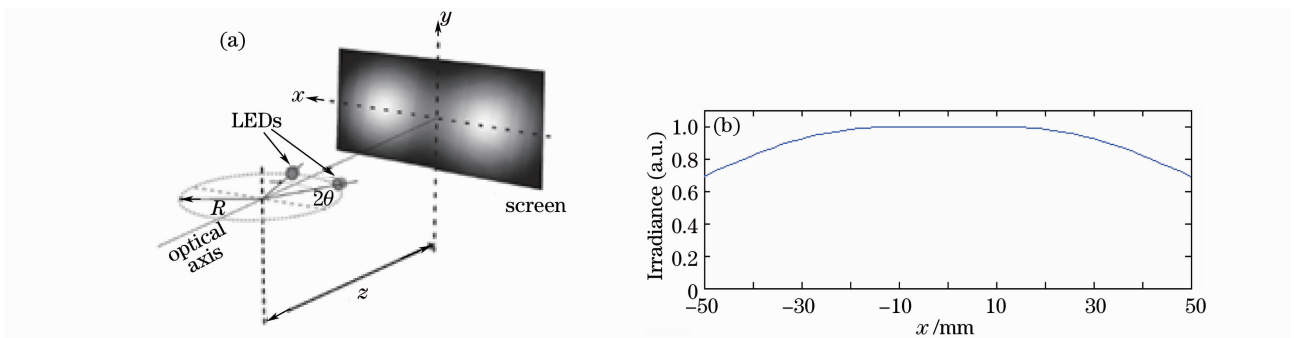 (a)
y
x
LEDs
2θ
R
optical
axis
screen
z
(b)
Irradiance (a.u.)
1.0
0.8
0.6
0.4
0.2
0
−50
−30
−10
10
30
50
x /mm